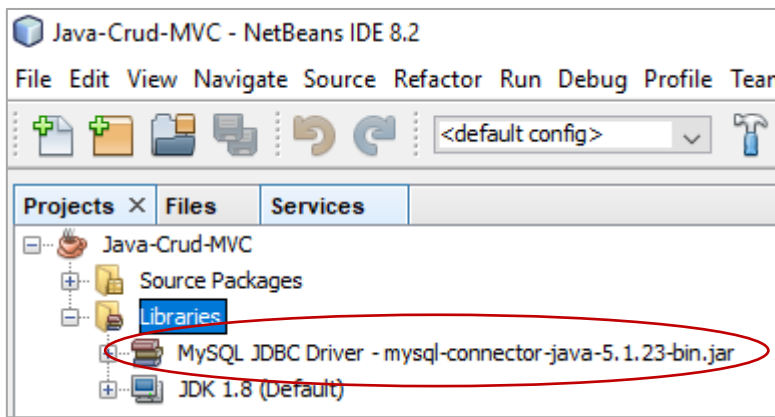 Java-Crud-MVC - NetBeans IDE 8.2
File Edit View Navigate Source Refactor Run Debug Profile Tear
<default config>
Projects × Files Services
Java-Crud-MVC
Source Packages
Libraries
MySQL JDBC Driver - mysql-connector-java-5.1.23-bin.jar
JDK 1.8 (Default)